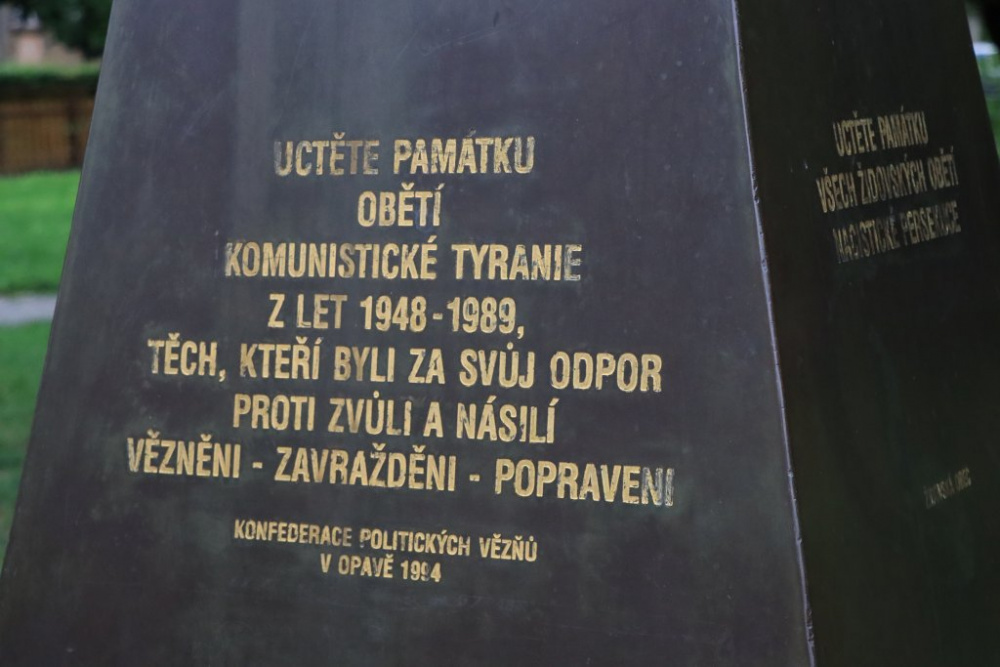 UCTĚTE PAMÁTKU
OBĚTÍ
KOMUNISTICKÉ TYRANIE
Z LET 1948-1989,
TĚCH, KTEŘÍ BYLI ZA SVŮJ ODPOR
PROTI ZVŮLI A NÁSILÍ
VĚZNĚNI - ZAVRAŽDĚNI - POPRAVENI
KONFEDERACE POLITICKÝCH VĚZŇŮ
V OPAVĚ 1994
UCTĚTE PAMÁTKU
VŠECH ŽIDOVSKÝCH OBĚTÍ
PERSEKUCE